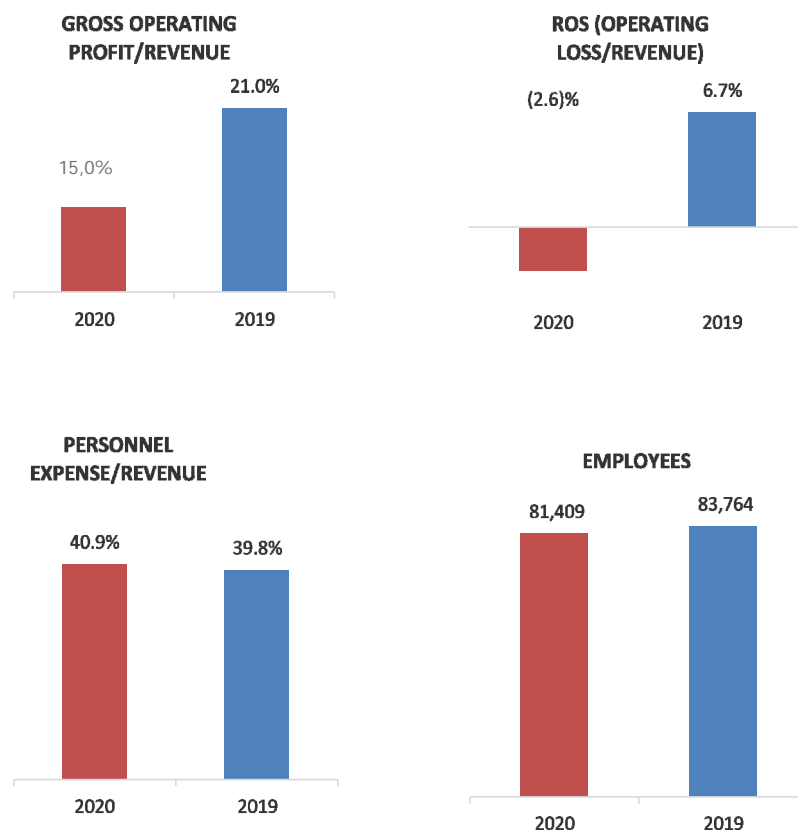 GROSS OPERATING
PROFIT/REVENUE
21.0%
15,0%
2020 2019
ROS (OPERATING
LOSS/REVENUE)
(2.6)% 6.7%
2020 2019
PERSONNEL
EXPENSE/REVENUE
40.9% 39.8%
2020 2019
EMPLOYEES
81,409 83,764
2020 2019